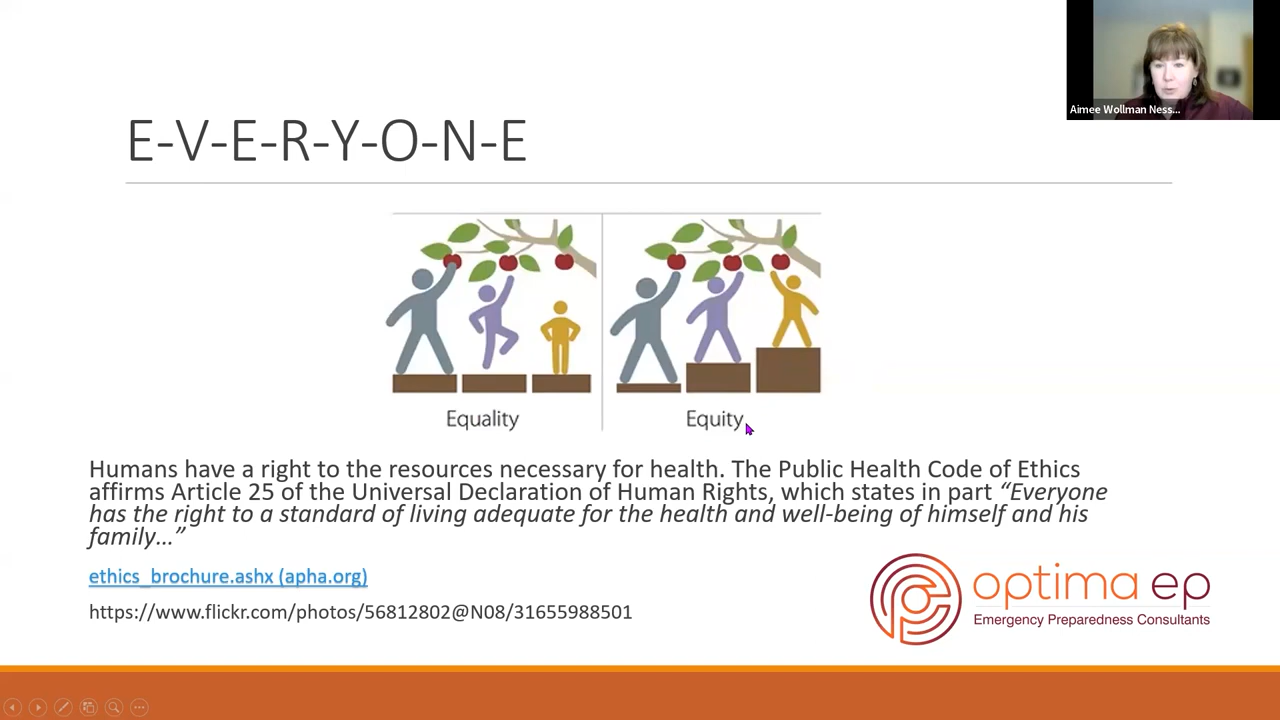 Aimee Wollman Ness...
E-V-E-R-Y-O-N-E
Equality
Equity
Humans have a right to the resources necessary for health. The Public Health Code of Ethics
affirms Article 25 of the Universal Declaration of Human Rights, which states in part “Everyone
has the right to a standard of living adequate for the health and well-being of himself and his
family…”
ethics_brochure.ashx (apha.org)
https://www.flickr.com/photos/56812802@N08/31655988501
optima ep
Emergency Preparedness Consultants